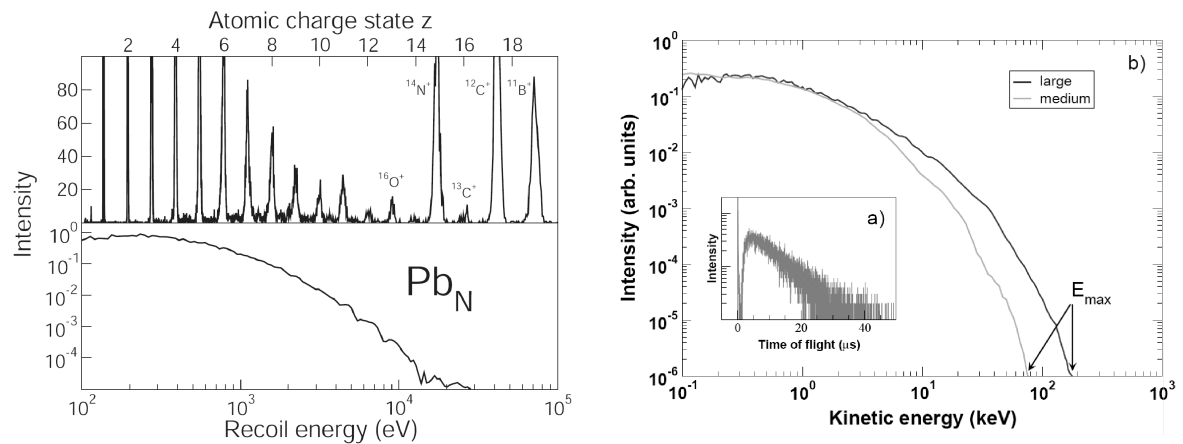 Atomic charge state z
2 4 6 8 10 12 14 16 18
80
60
40
20
0
Intensity
¹⁴N⁺
¹²C⁺
¹¹B⁺
¹⁶O⁺
¹³C⁺
10⁰
10⁻¹
10⁻²
10⁻³
10⁻⁴
Pb_N
10² 10³ 10⁴ 10⁵
Recoil energy (eV)
b)
large
medium
10⁰
10⁻¹
10⁻²
10⁻³
10⁻⁴
10⁻⁵
10⁻⁶
Intensity (arb. units)
a)
Intensity
0 20 40
Time of flight (μs)
E_max
10⁻¹ 10⁰ 10¹ 10² 10³
Kinetic energy (keV)